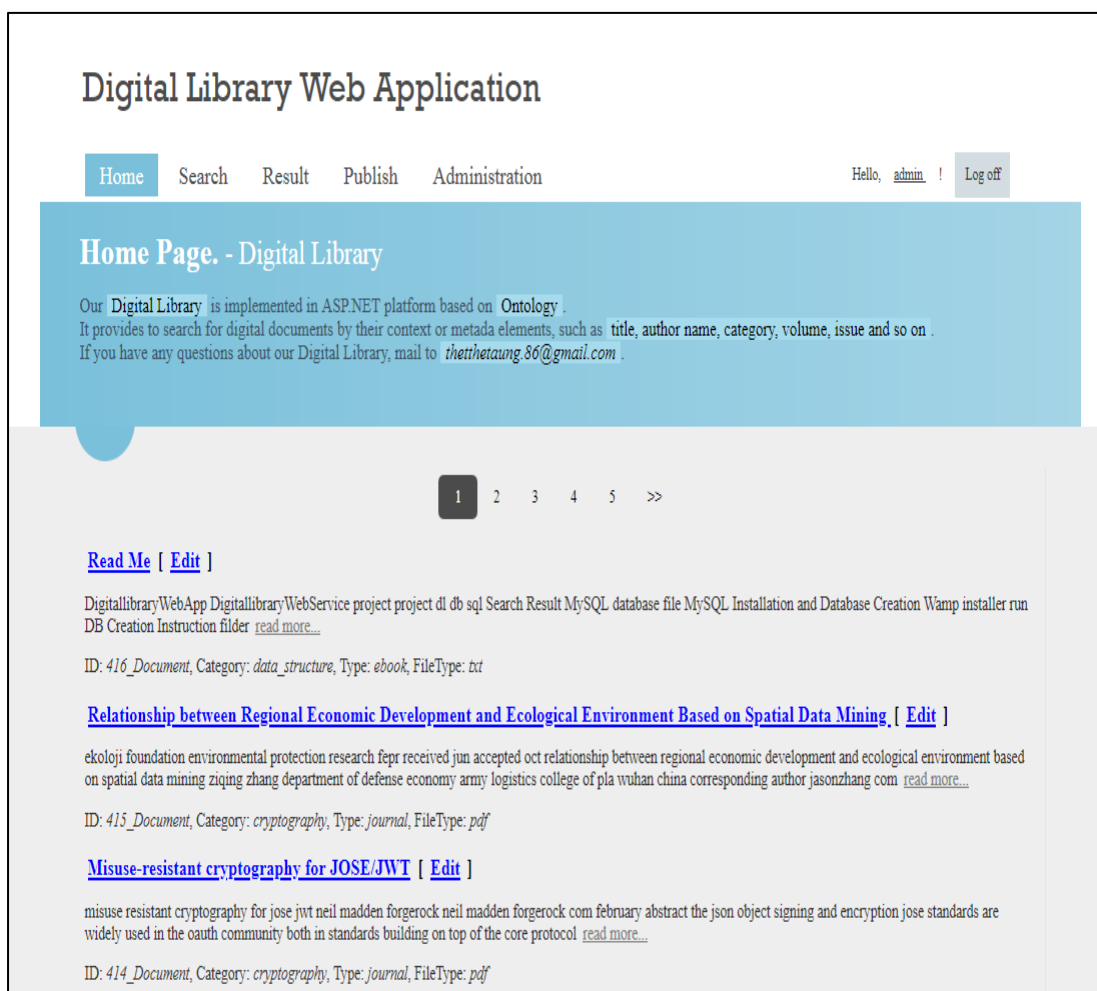 Digital Library Web Application
Home Search Result Publish Administration Hello, admin ! Log off
Home Page. - Digital Library
Our Digital Library is implemented in ASP.NET platform based on Ontology .
It provides to search for digital documents by their context or metada elements, such as title, author name, category, volume, issue and so on .
If you have any questions about our Digital Library, mail to thetthetaung.86@gmail.com .
1 2 3 4 5 >>
Read Me [ Edit ]
DigitallibraryWebApp DigitallibraryWebService project project dl db sql Search Result MySQL database file MySQL Installation and Database Creation Wamp installer run
DB Creation Instruction filder read more...
ID: 416_Document, Category: data_structure, Type: ebook, FileType: txt
Relationship between Regional Economic Development and Ecological Environment Based on Spatial Data Mining [ Edit ]
ekoloji foundation environmental protection research fepr received jun accepted oct relationship between regional economic development and ecological environment based
on spatial data mining ziqing zhang department of defense economy army logistics college of pla wuhan china corresponding author jasonzhang com read more...
ID: 415_Document, Category: cryptography, Type: journal, FileType: pdf
Misuse-resistant cryptography for JOSE/JWT [ Edit ]
misuse resistant cryptography for jose jwt neil madden forgerock neil madden forgerock com february abstract the json object signing and encryption jose standards are
widely used in the oauth community both in standards building on top of the core protocol read more...
ID: 414_Document, Category: cryptography, Type: journal, FileType: pdf